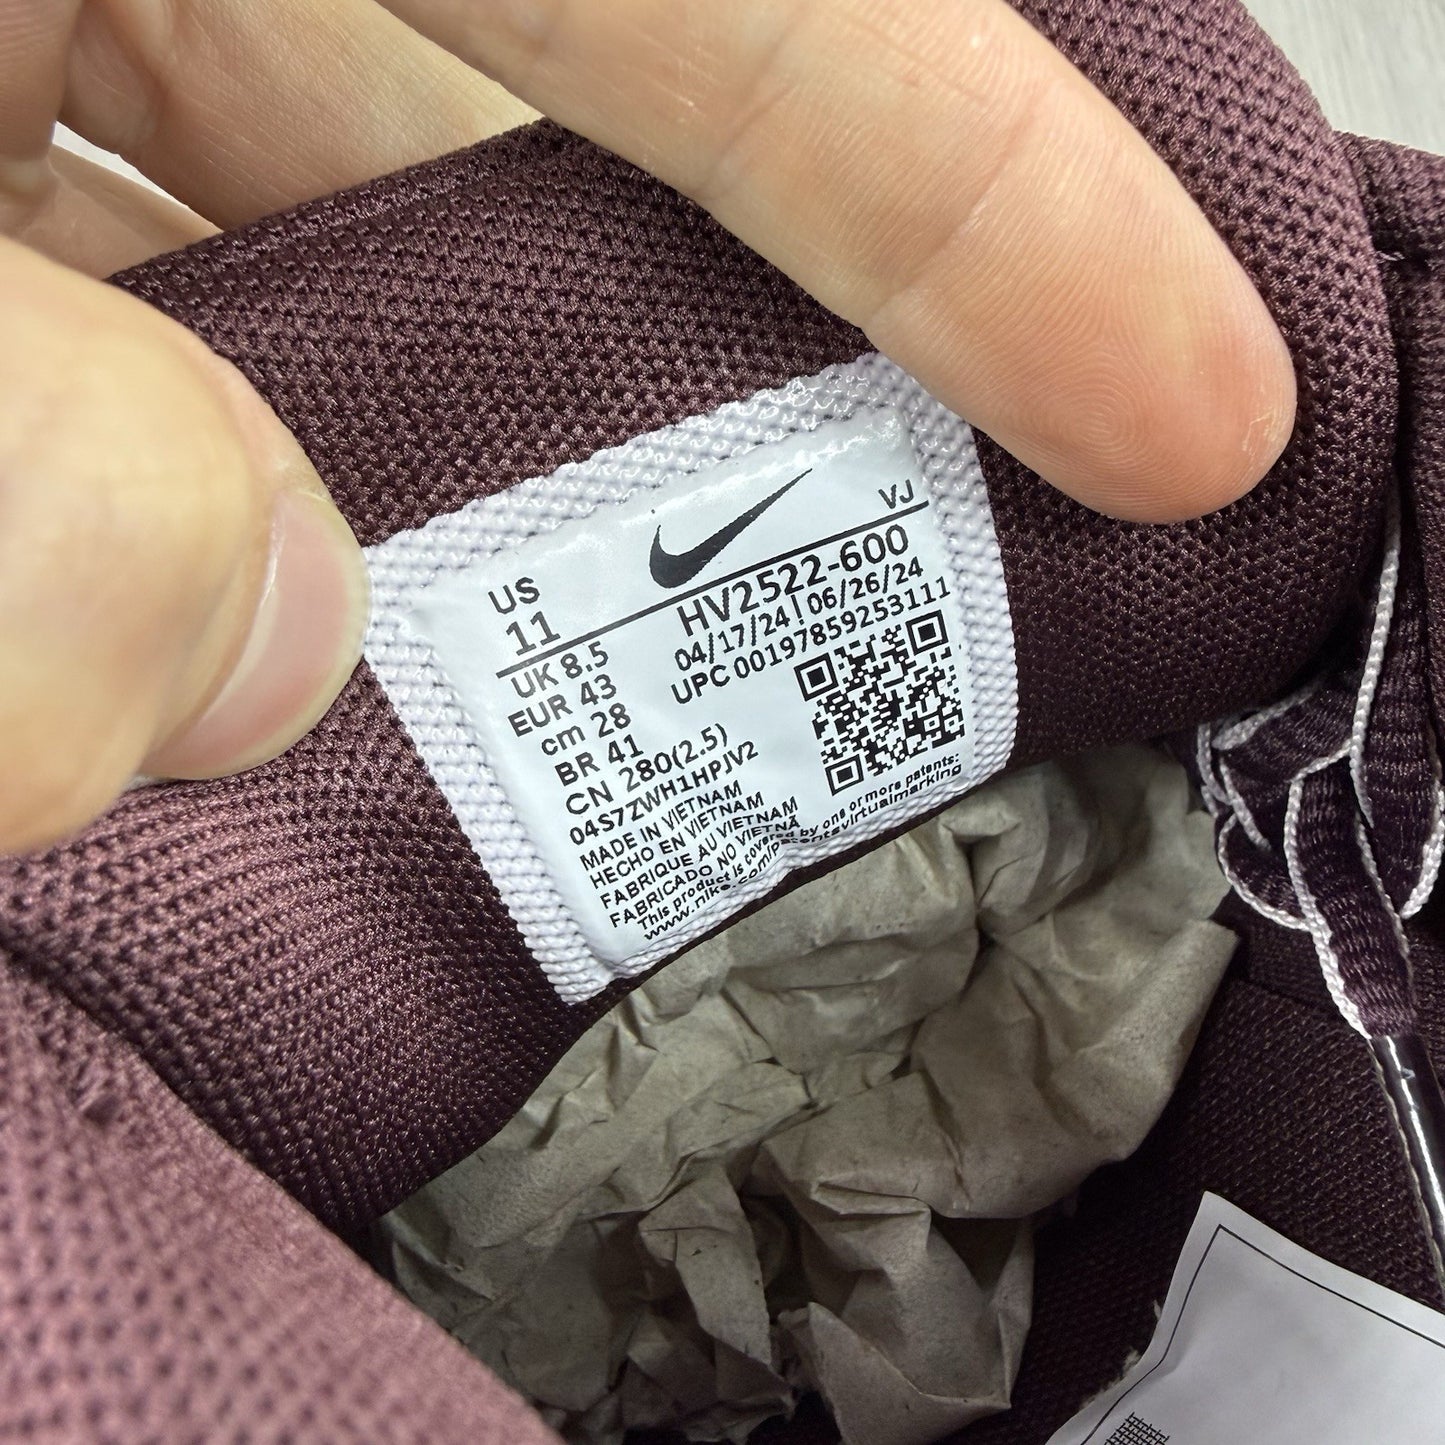 US
11
VJ
HV2522-600
04/17/24 | 06/26/24
UPC 00197859253111
UK 8.5
EUR 43
cm 28
BR 41
CN 280(2.5)
04S7ZWH1HPJV2
MADE IN VIETNAM
HECHO EN VIETNAM
FABRIQUE AU VIETNAM
FABRICADO NO VIETNÃ
This product is covered by one or more patents:
www.nike.com/patentsvirtualmarking